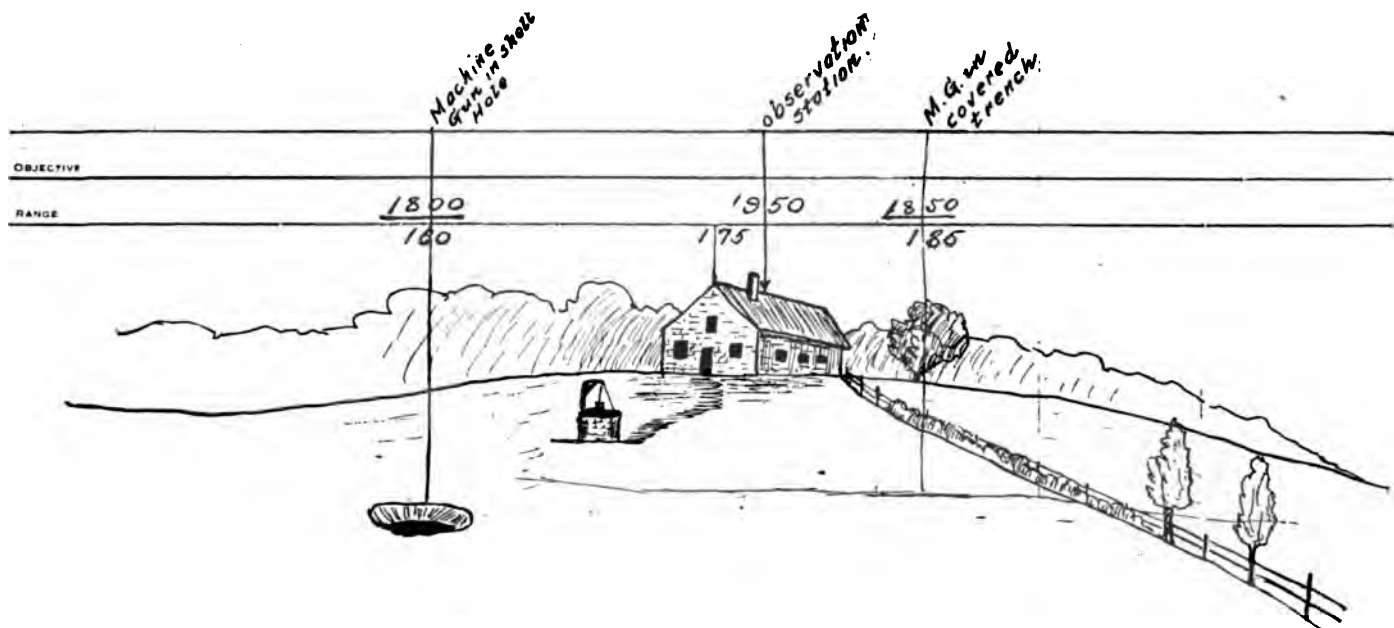 Machine
Gun in shell
Hole
observation
station.
M.G. in
covered
trench.
OBJECTIVE
RANGE
1800
1950
1850
160
175
185